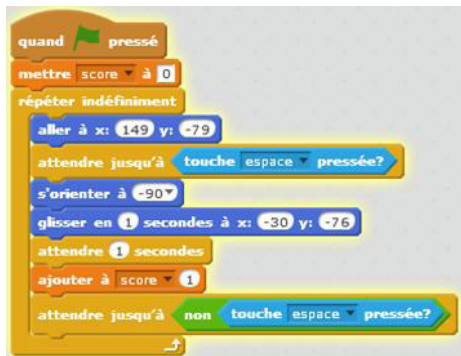 quand pressé
mettre score à 0
répéter indéfiniment
aller à x: 149 y: -79
attendre jusqu'à touche espace pressée?
s'orienter à -90
glisser en 1 secondes à x: -30 y: -76
attendre 1 secondes
ajouter à score 1
attendre jusqu'à non touche espace pressée?